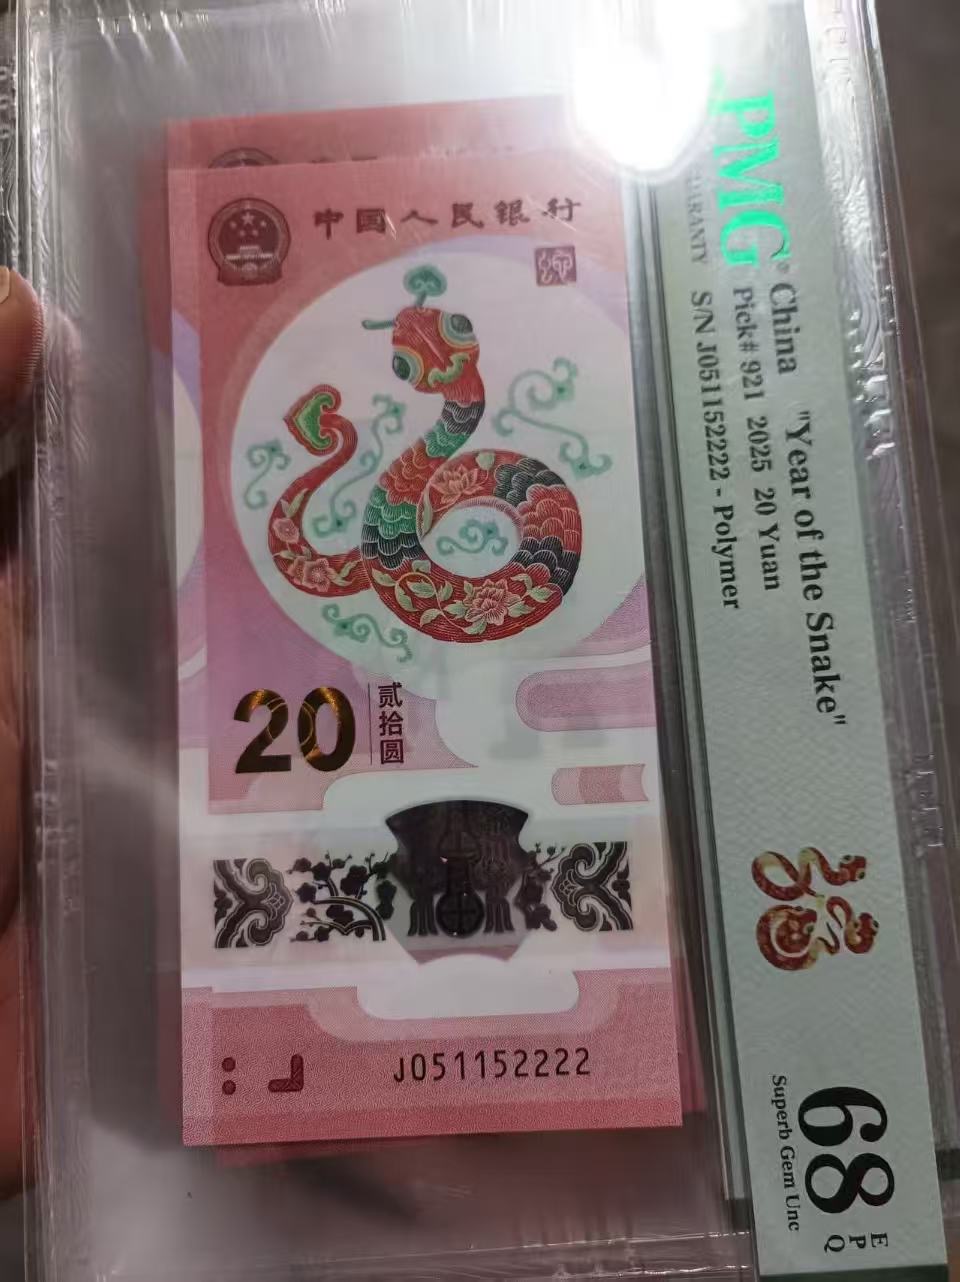 中国人民银行
20
贰拾圆
J051152222
PMG
GUARANTY
China "Year of the Snake"
Pick# 921 2025 20 Yuan
S/N J051152222 - Polymer
68 EPQ
Superb Gem Unc